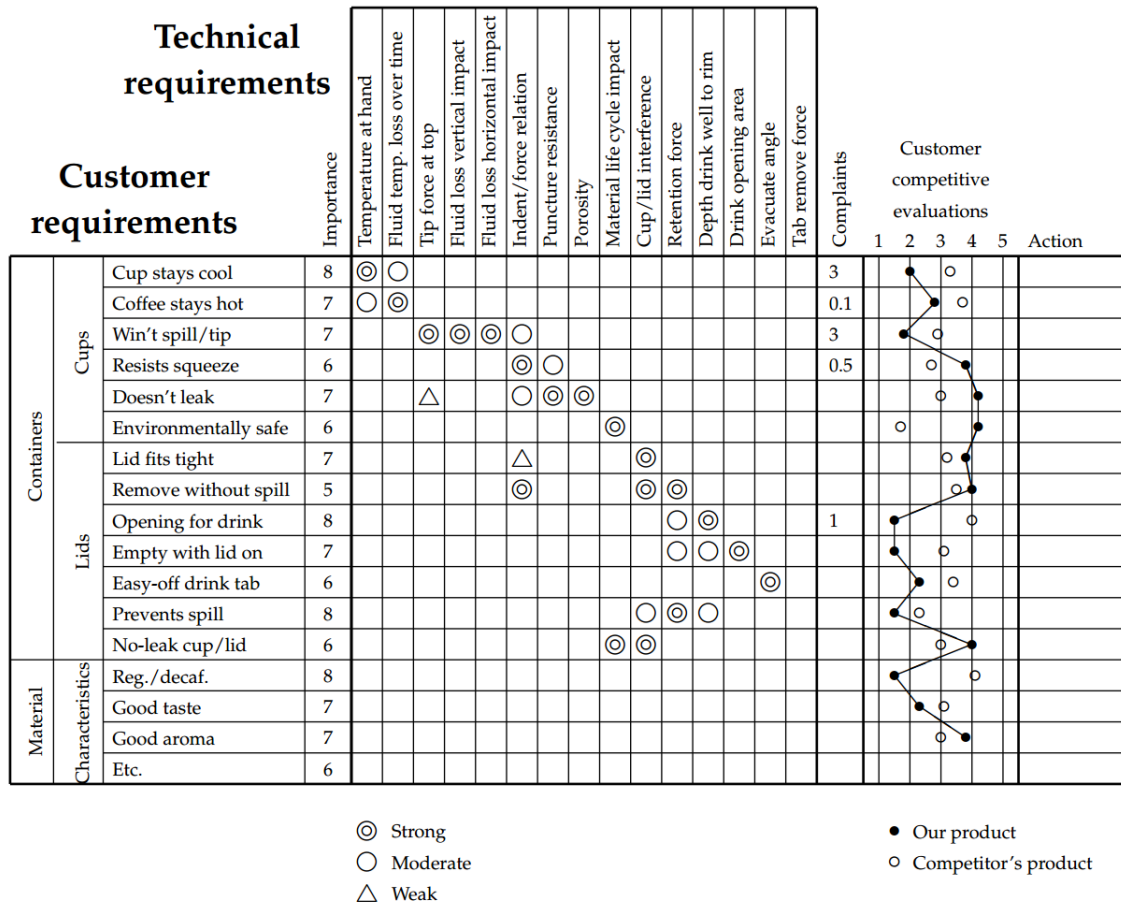 Technical
requirements
Customer
requirements
Importance
Temperature at hand
Fluid temp. loss over time
Tip force at top
Fluid loss vertical impact
Fluid loss horizontal impact
Indent/force relation
Puncture resistance
Porosity
Material life cycle impact
Cup/lid interference
Retention force
Depth drink well to rim
Drink opening area
Evacuate angle
Tab remove force
Complaints
Customer
competitive
evaluations
1 2 3 4 5 Action
Containers
Cups
Cup stays cool 8 3
Coffee stays hot 7 0.1
Win't spill/tip 7 3
Resists squeeze 6 0.5
Doesn't leak 7
Environmentally safe 6
Lids
Lid fits tight 7
Remove without spill 5
Opening for drink 8 1
Empty with lid on 7
Easy-off drink tab 6
Prevents spill 8
No-leak cup/lid 6
Material
Characteristics
Reg./decaf. 8
Good taste 7
Good aroma 7
Etc. 6
Strong
Moderate
Weak
Our product
Competitor's product